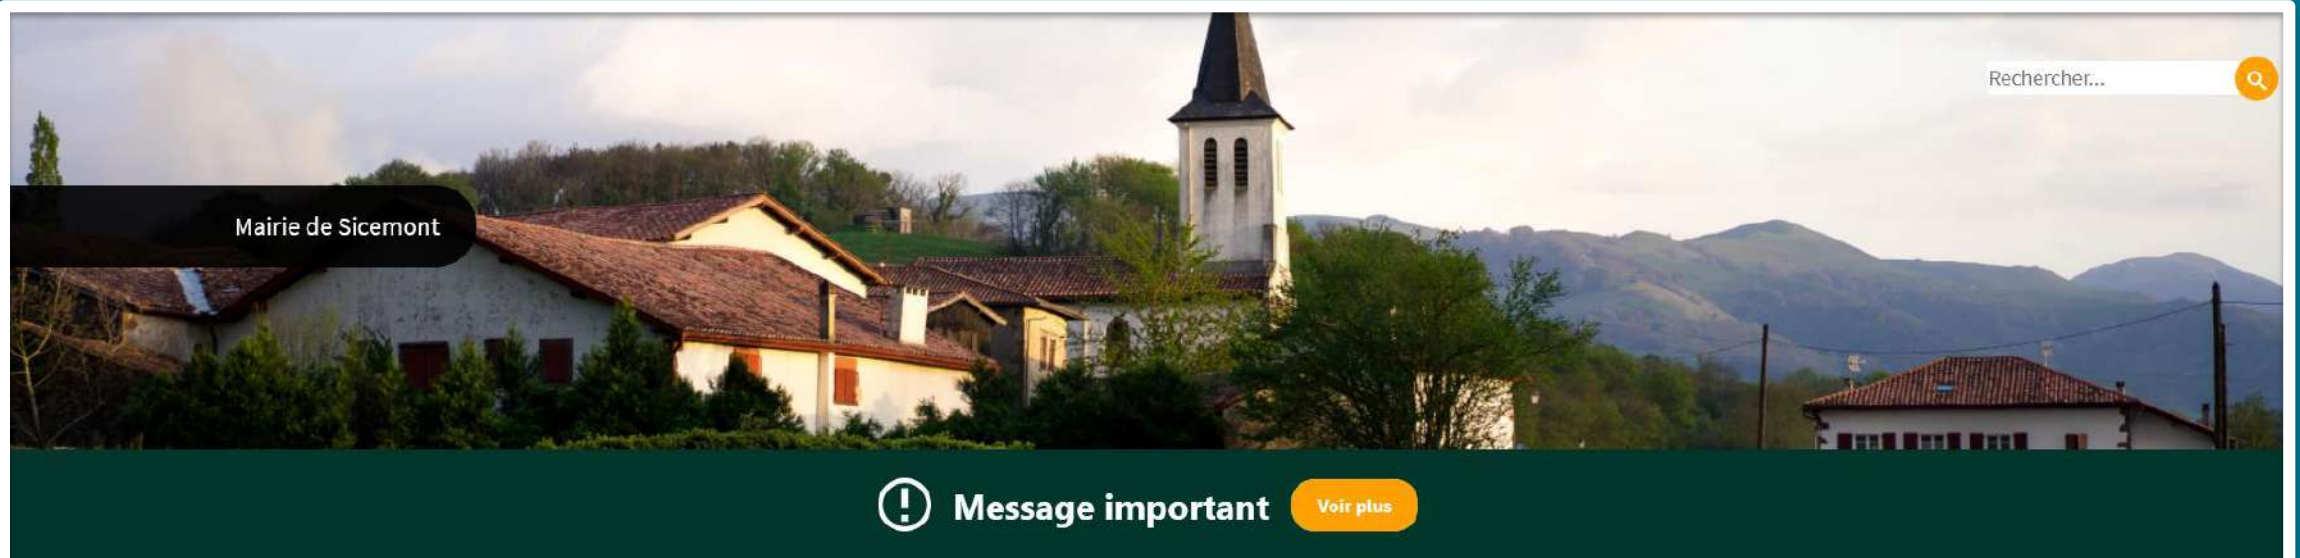 Rechercher...
Mairie de Sicemont
Message important
Voir plus